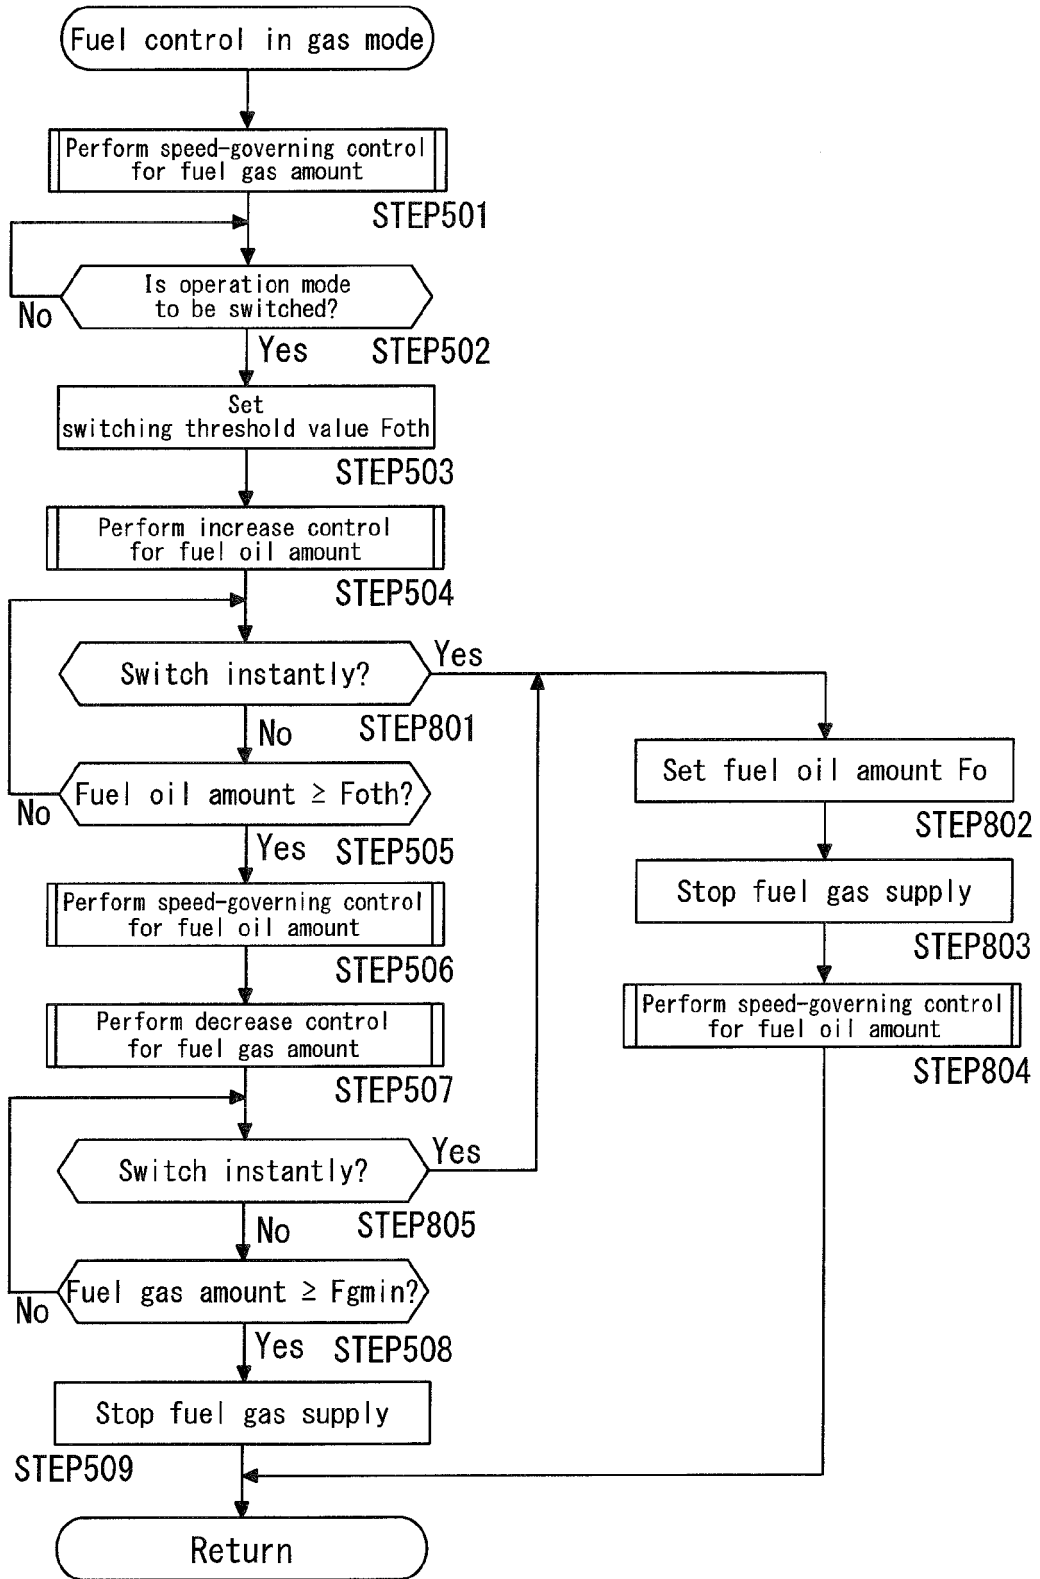 Fuel control in gas mode
Perform speed-governing control
for fuel gas amount
STEP501
Is operation mode
to be switched?
No
Yes
STEP502
Set
switching threshold value Foth
STEP503
Perform increase control
for fuel oil amount
STEP504
Switch instantly?
Yes
STEP801
No
Fuel oil amount ≥ Foth?
No
Yes
STEP505
Perform speed-governing control
for fuel oil amount
STEP506
Perform decrease control
for fuel gas amount
STEP507
Switch instantly?
Yes
STEP805
No
Fuel gas amount ≥ Fgmin?
No
Yes
STEP508
Stop fuel gas supply
STEP509
Set fuel oil amount Fo
STEP802
Stop fuel gas supply
STEP803
Perform speed-governing control
for fuel oil amount
STEP804
Return